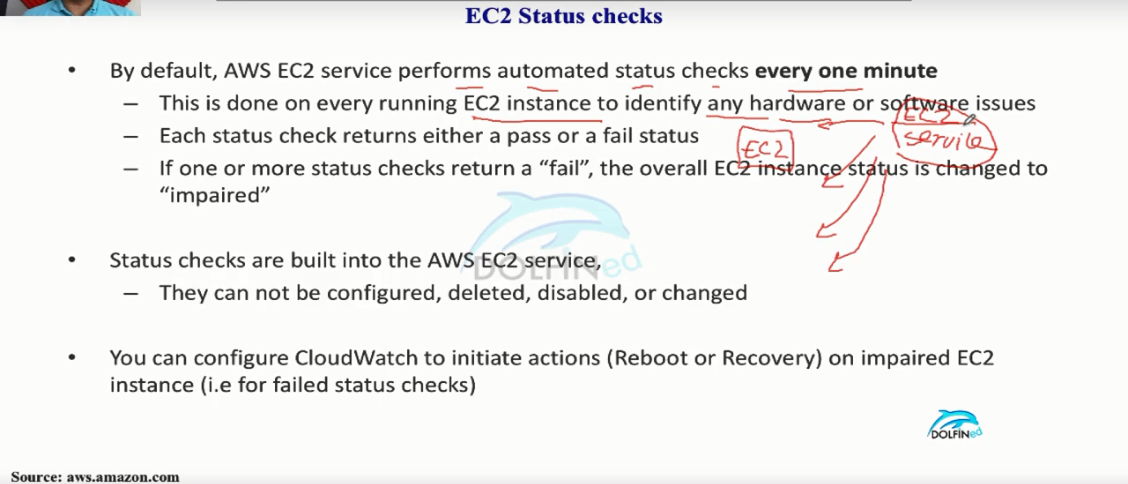 EC2 Status checks
• By default, AWS EC2 service performs automated status checks every one minute
– This is done on every running EC2 instance to identify any hardware or software issues
EC2
service
– Each status check returns either a pass or a fail status
EC2
– If one or more status checks return a “fail”, the overall EC2 instance status is changed to
“impaired”
• Status checks are built into the AWS EC2 service,
DOLFINed
– They can not be configured, deleted, disabled, or changed
• You can configure CloudWatch to initiate actions (Reboot or Recovery) on impaired EC2
instance (i.e for failed status checks)
DOLFINed
Source: aws.amazon.com